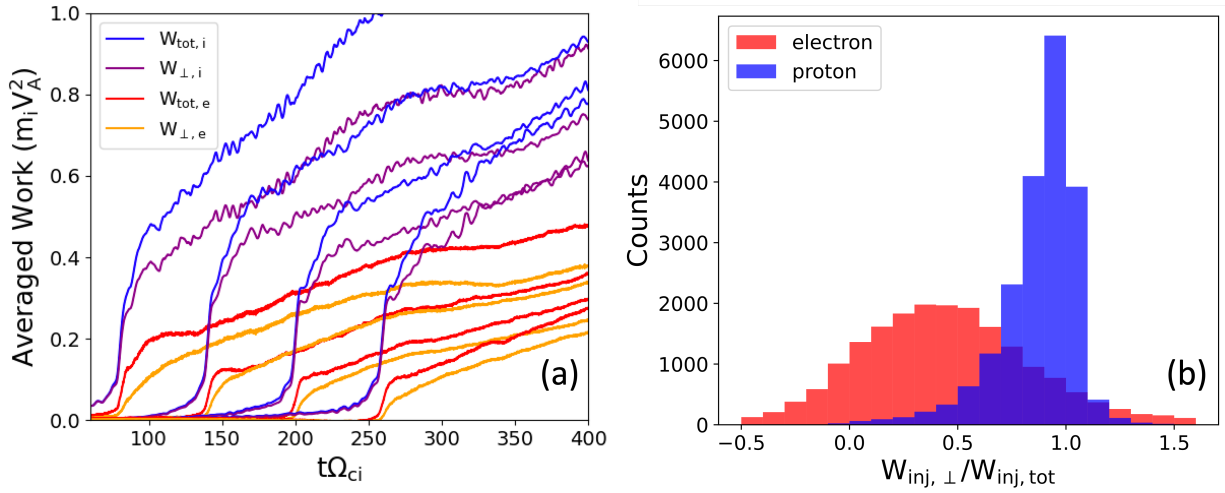 1.0
0.8
0.6
0.4
0.2
0.0
Averaged Work (mᵢV²_A)
W_tot, i
W_⊥, i
W_tot, e
W_⊥, e
(a)
100 150 200 250 300 350 400
tΩ_ci
6000
5000
4000
3000
2000
1000
0
Counts
electron
proton
(b)
−0.5 0.0 0.5 1.0 1.5
W_inj, ⊥/W_inj, tot